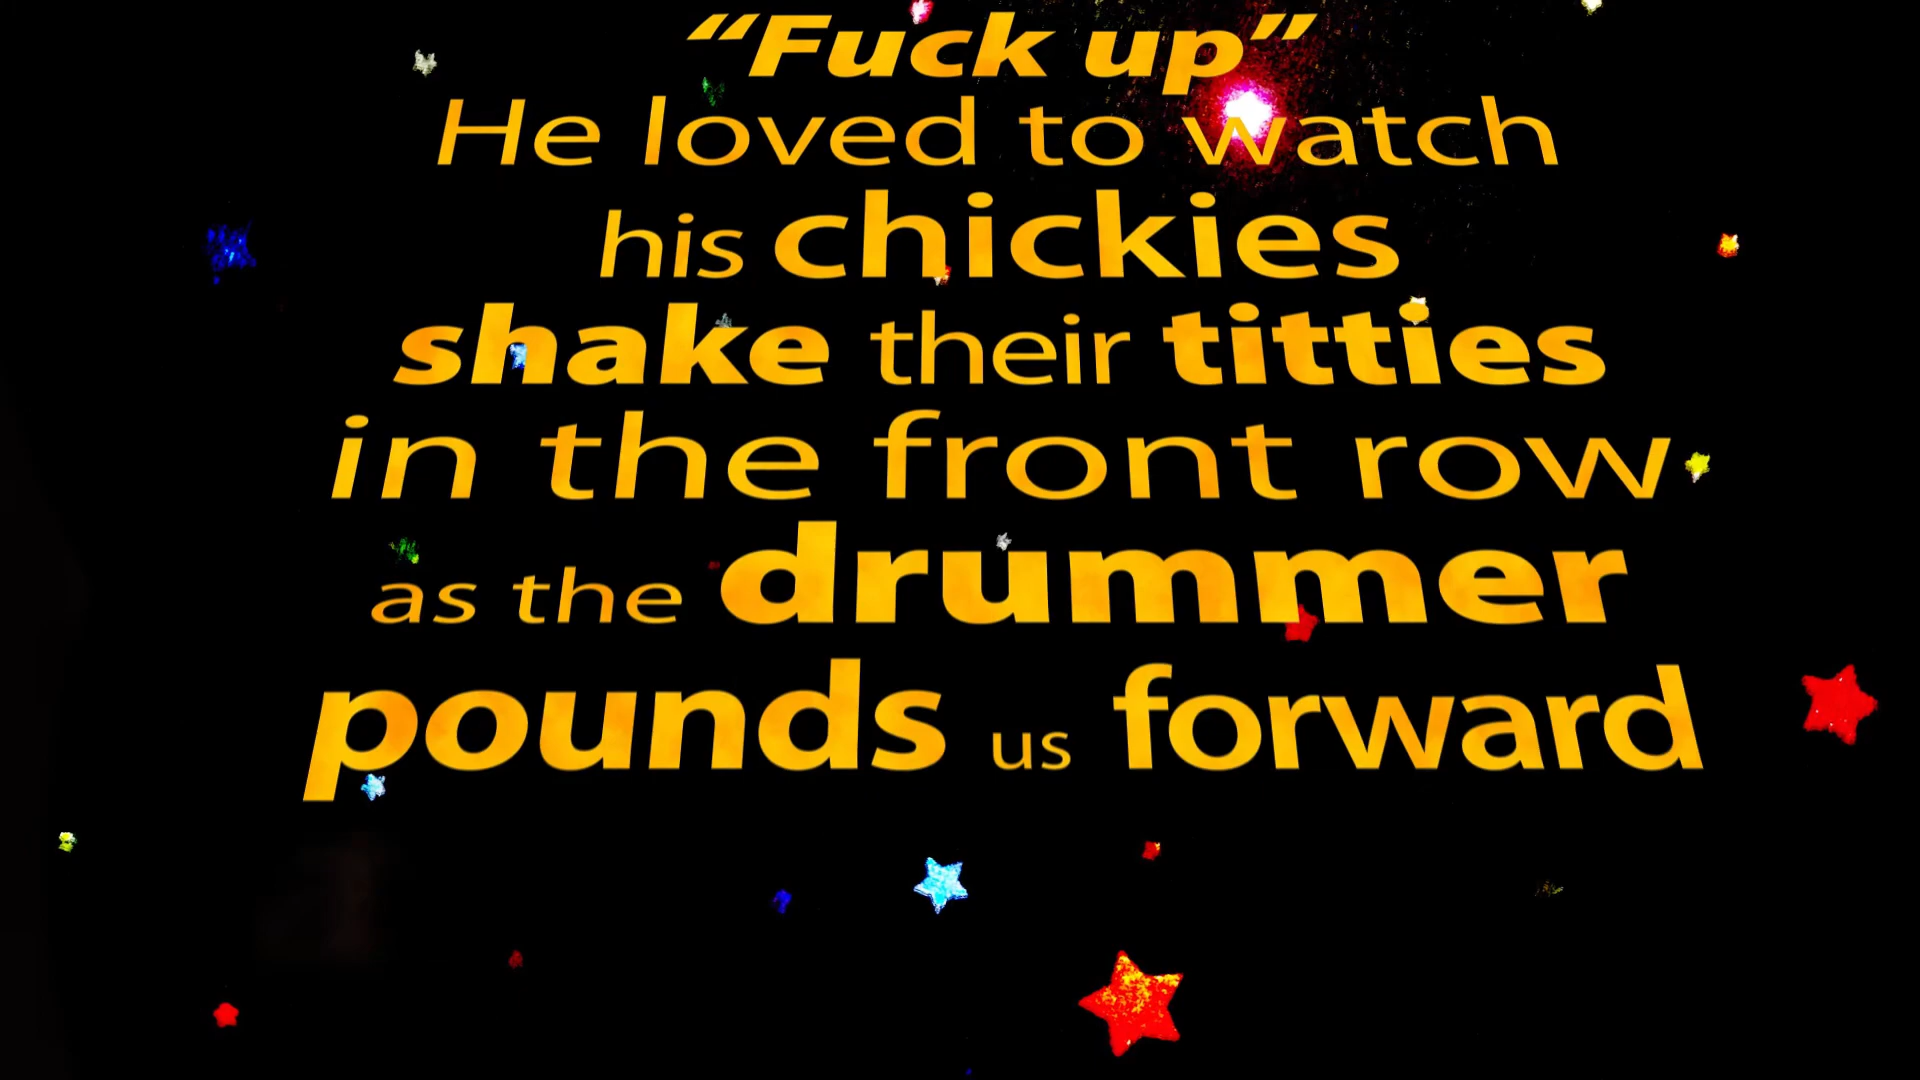 “Fuck up”
He loved to watch
his chickies
shake their titties
in the front row
as the drummer
pounds us forward